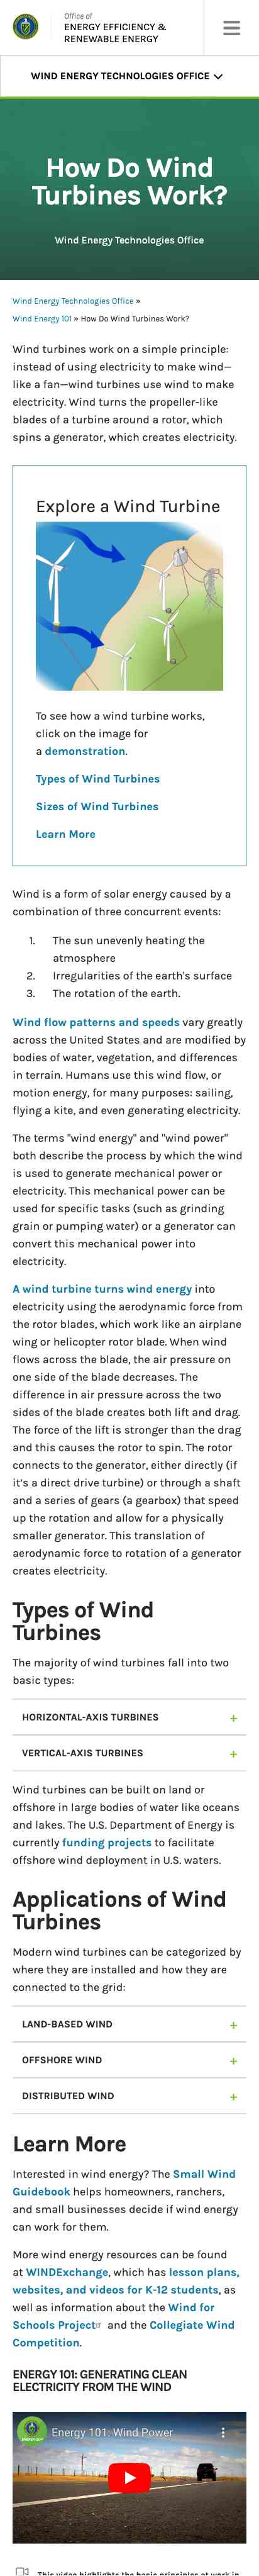 Office of
ENERGY EFFICIENCY &
RENEWABLE ENERGY
WIND ENERGY TECHNOLOGIES OFFICE
How Do Wind
Turbines Work?
Wind Energy Technologies Office
Wind Energy Technologies Office »
Wind Energy 101 » How Do Wind Turbines Work?
Wind turbines work on a simple principle:
instead of using electricity to make wind—
like a fan—wind turbines use wind to make
electricity. Wind turns the propeller-like
blades of a turbine around a rotor, which
spins a generator, which creates electricity.
Explore a Wind Turbine
To see how a wind turbine works,
click on the image for
a demonstration.
Types of Wind Turbines
Sizes of Wind Turbines
Learn More
Wind is a form of solar energy caused by a
combination of three concurrent events:
1. The sun unevenly heating the
atmosphere
2. Irregularities of the earth's surface
3. The rotation of the earth.
Wind flow patterns and speeds vary greatly
across the United States and are modified by
bodies of water, vegetation, and differences
in terrain. Humans use this wind flow, or
motion energy, for many purposes: sailing,
flying a kite, and even generating electricity.
The terms "wind energy" and "wind power"
both describe the process by which the wind
is used to generate mechanical power or
electricity. This mechanical power can be
used for specific tasks (such as grinding
grain or pumping water) or a generator can
convert this mechanical power into
electricity.
A wind turbine turns wind energy into
electricity using the aerodynamic force from
the rotor blades, which work like an airplane
wing or helicopter rotor blade. When wind
flows across the blade, the air pressure on
one side of the blade decreases. The
difference in air pressure across the two
sides of the blade creates both lift and drag.
The force of the lift is stronger than the drag
and this causes the rotor to spin. The rotor
connects to the generator, either directly (if
it's a direct drive turbine) or through a shaft
and a series of gears (a gearbox) that speed
up the rotation and allow for a physically
smaller generator. This translation of
aerodynamic force to rotation of a generator
creates electricity.
Types of Wind
Turbines
The majority of wind turbines fall into two
basic types:
HORIZONTAL-AXIS TURBINES +
VERTICAL-AXIS TURBINES +
Wind turbines can be built on land or
offshore in large bodies of water like oceans
and lakes. The U.S. Department of Energy is
currently funding projects to facilitate
offshore wind deployment in U.S. waters.
Applications of Wind
Turbines
Modern wind turbines can be categorized by
where they are installed and how they are
connected to the grid:
LAND-BASED WIND +
OFFSHORE WIND +
DISTRIBUTED WIND +
Learn More
Interested in wind energy? The Small Wind
Guidebook helps homeowners, ranchers,
and small businesses decide if wind energy
can work for them.
More wind energy resources can be found
at WINDExchange, which has lesson plans,
websites, and videos for K-12 students, as
well as information about the Wind for
Schools Project and the Collegiate Wind
Competition.
ENERGY 101: GENERATING CLEAN
ELECTRICITY FROM THE WIND
Energy 101: Wind Power
This video highlights the basic principles at work in